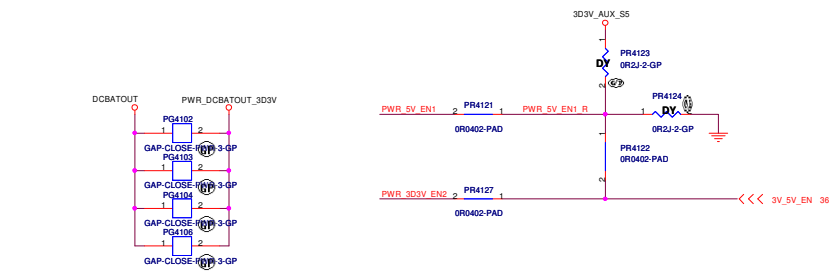 3D3V_AUX_S5
1
PR4123
DY
0R2J-2-GP
2
DCBATOUT
PWR_DCBATOUT_3D3V
PG4102
1
2
GAP-CLOSE-PWR-3-GP
PG4103
1
2
GAP-CLOSE-PWR-3-GP
PG4104
1
2
GAP-CLOSE-PWR-3-GP
PG4106
1
2
GAP-CLOSE-PWR-3-GP
PWR_5V_EN1
2
PR4121
1
0R0402-PAD
PWR_5V_EN1_R
PR4124
1
DY
0R2J-2-GP
1
PR4122
0R0402-PAD
2
PWR_3D3V_EN2
2
PR4127
1
0R0402-PAD
3V_5V_EN 36